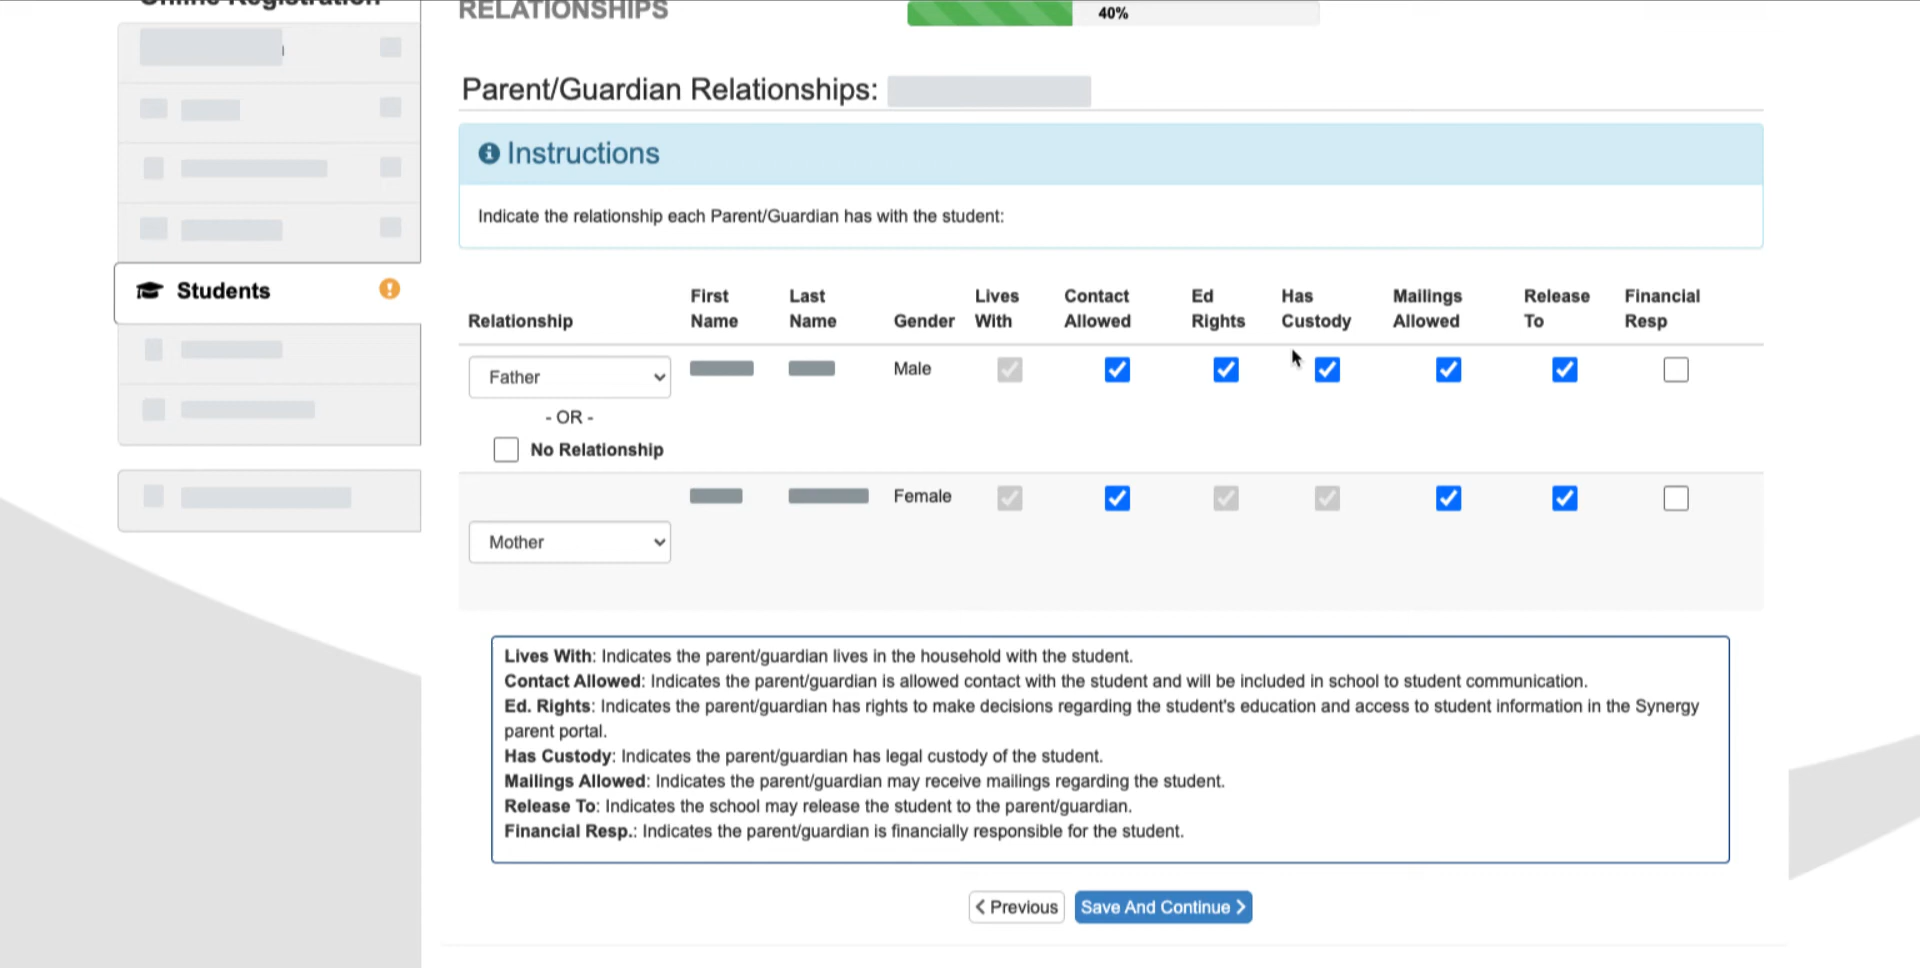 Online Registration
RELATIONSHIPS
40%
Parent/Guardian Relationships:
Instructions
Indicate the relationship each Parent/Guardian has with the student:
Students
Relationship First Name Last Name Gender Lives With Contact Allowed Ed Rights Has Custody Mailings Allowed Release To Financial Resp
Father Male
- OR -
No Relationship
Female
Mother
Lives With: Indicates the parent/guardian lives in the household with the student.
Contact Allowed: Indicates the parent/guardian is allowed contact with the student and will be included in school to student communication.
Ed. Rights: Indicates the parent/guardian has rights to make decisions regarding the student's education and access to student information in the Synergy
parent portal.
Has Custody: Indicates the parent/guardian has legal custody of the student.
Mailings Allowed: Indicates the parent/guardian may receive mailings regarding the student.
Release To: Indicates the school may release the student to the parent/guardian.
Financial Resp.: Indicates the parent/guardian is financially responsible for the student.
Previous Save And Continue